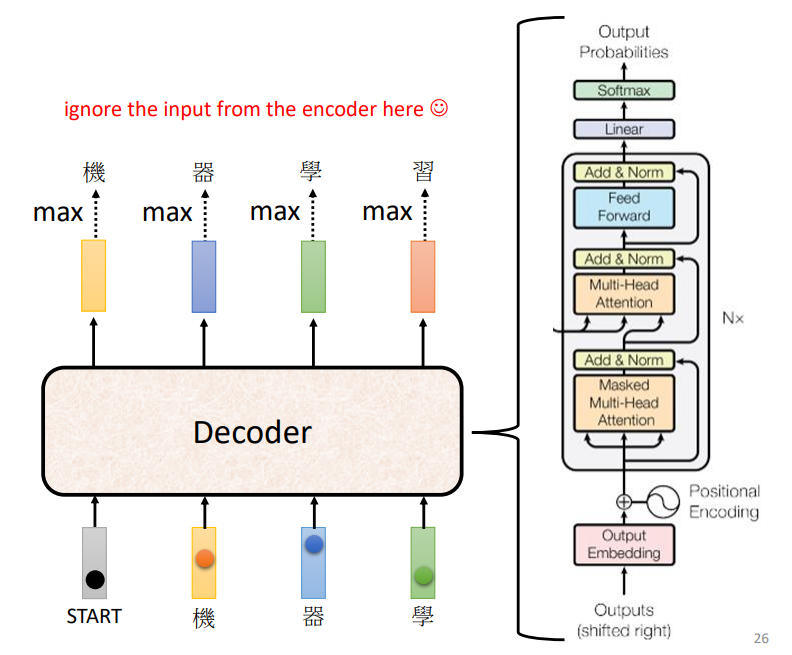 ignore the input from the encoder here ☺
機 器 學 習
max max max max
Decoder
START 機 器 學
Output
Probabilities
Softmax
Linear
Add & Norm
Feed
Forward
Add & Norm
Multi-Head
Attention
N×
Add & Norm
Masked
Multi-Head
Attention
Positional
Encoding
Output
Embedding
Outputs
(shifted right)
26